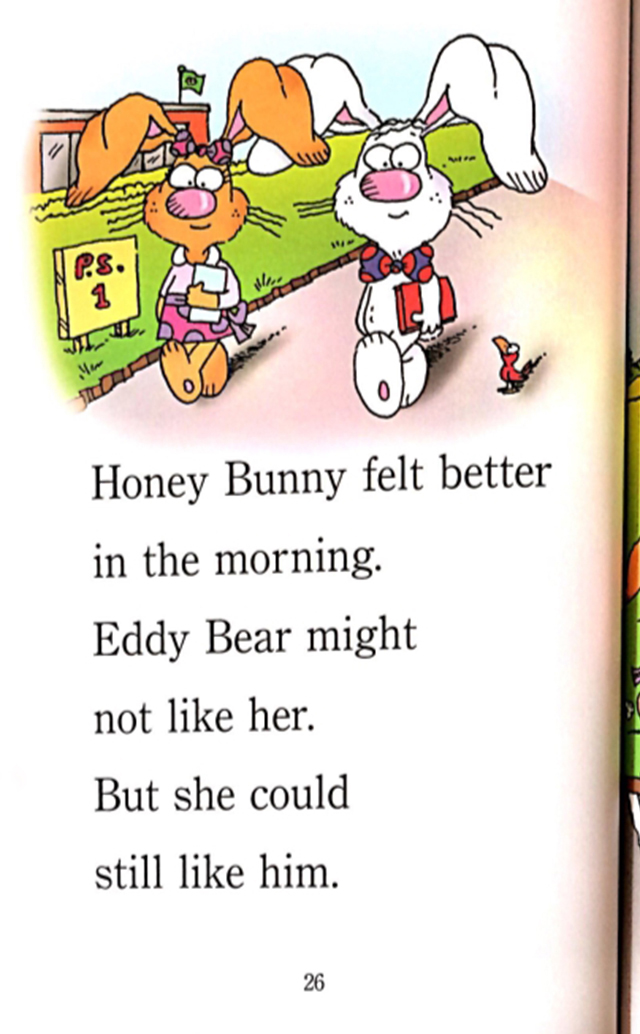 P.S.
1
Honey Bunny felt better
in the morning.
Eddy Bear might
not like her.
But she could
still like him.
26